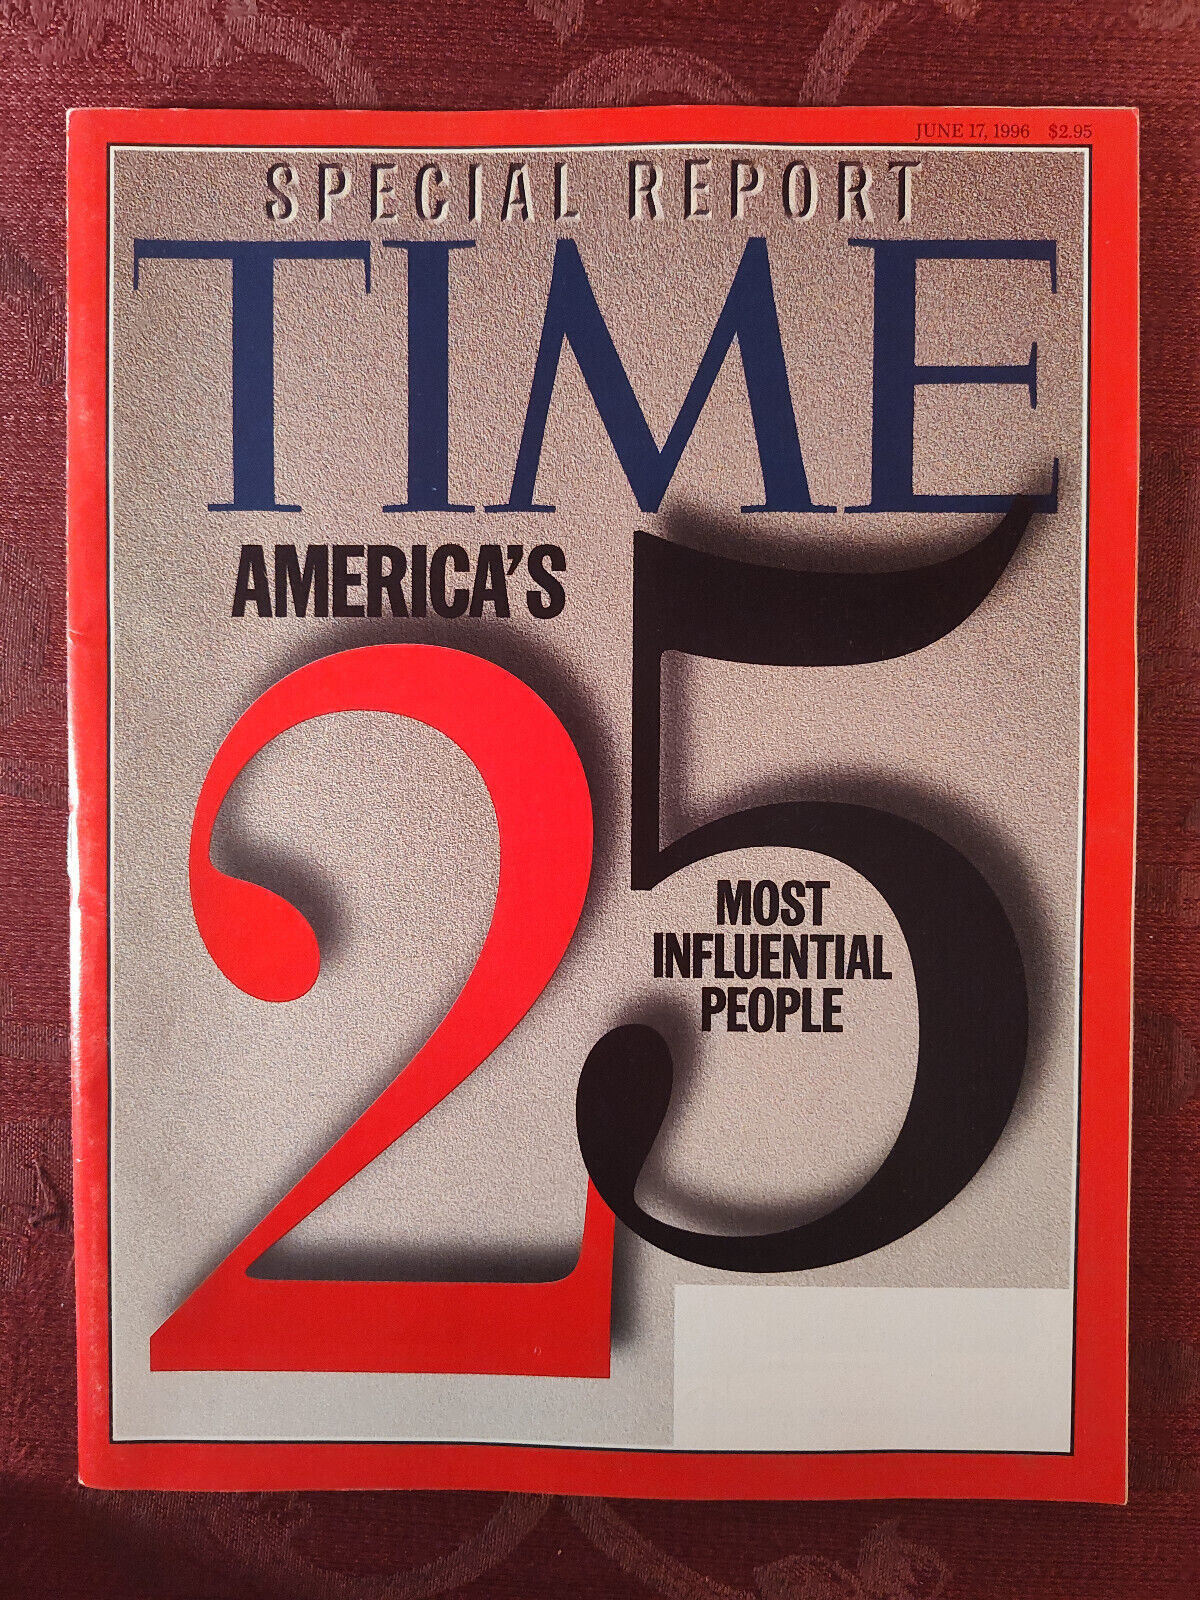 JUNE 17, 1996 $2.95
SPECIAL REPORT
TIME
AMERICA'S
25
MOST
INFLUENTIAL
PEOPLE